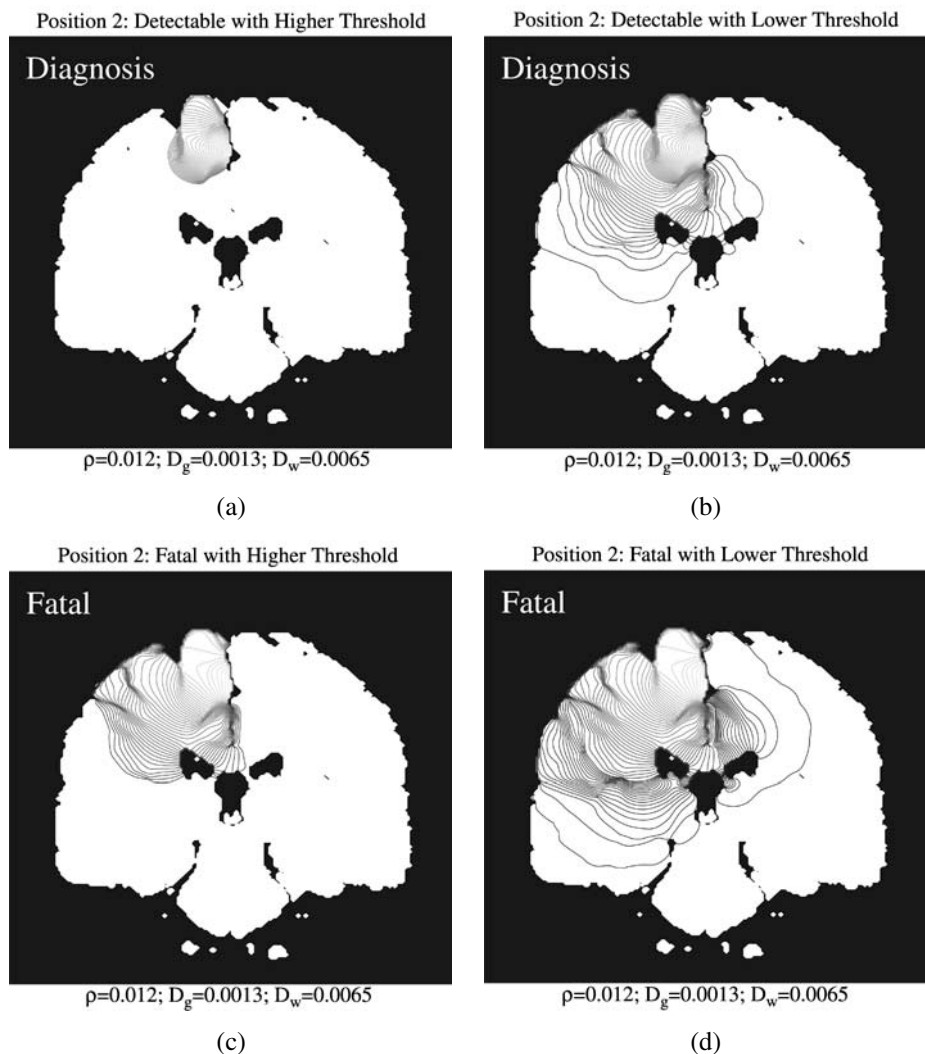 Position 2: Detectable with Higher Threshold
Diagnosis
ρ=0.012; D_g=0.0013; D_w=0.0065
(a)
Position 2: Detectable with Lower Threshold
Diagnosis
ρ=0.012; D_g=0.0013; D_w=0.0065
(b)
Position 2: Fatal with Higher Threshold
Fatal
ρ=0.012; D_g=0.0013; D_w=0.0065
(c)
Position 2: Fatal with Lower Threshold
Fatal
ρ=0.012; D_g=0.0013; D_w=0.0065
(d)